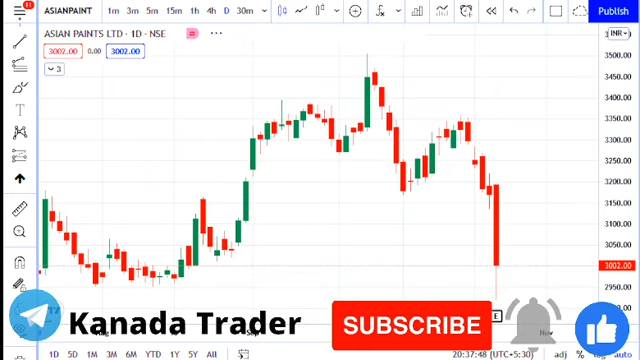 ASIANPAINT 1m 3m 5m 15m 1h 4h D 30m Publish
ASIAN PAINTS LTD · 1D · NSE
3002.00 0.00 3002.00
3
INR
3500.00
3450.00
3400.00
3350.00
3300.00
3250.00
3200.00
3150.00
3100.00
3050.00
3002.00
2950.00
E
Kanada Trader
SUBSCRIBE
Sep
Nov
1D 5D 1M 3M 6M YTD 1Y 5Y All 20:37:48 (UTC+5:30) adj % log auto